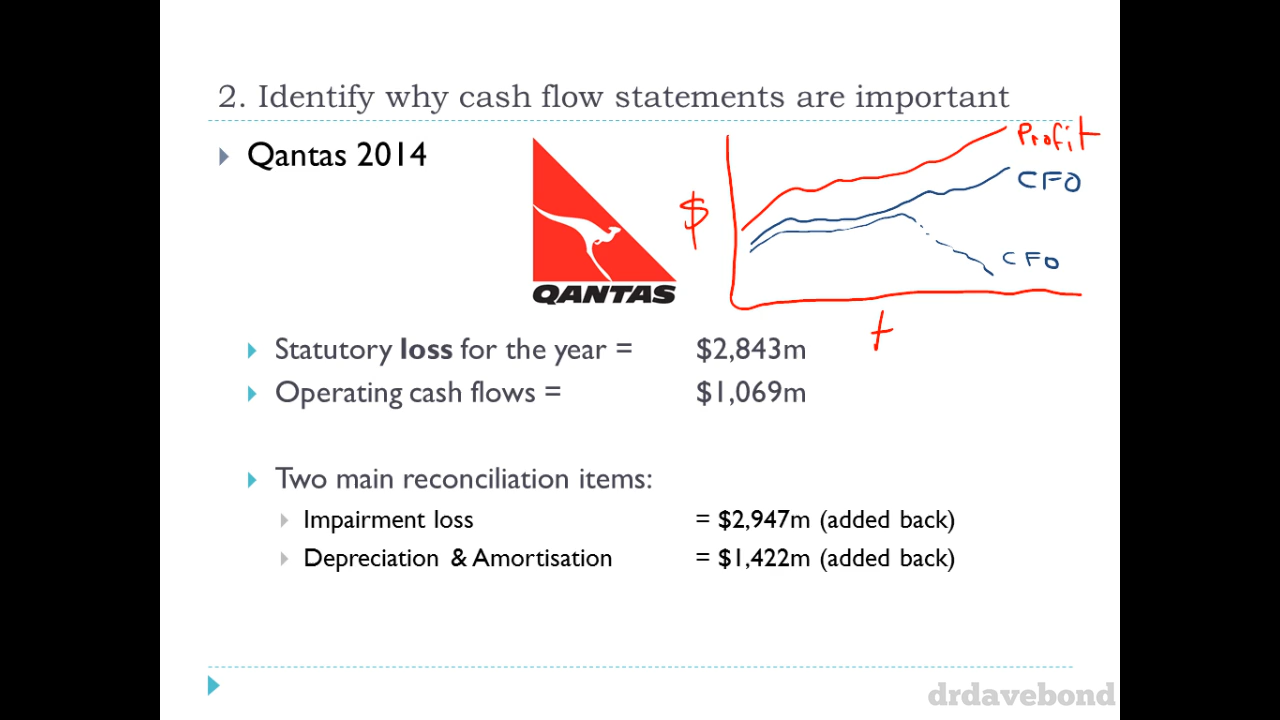 2. Identify why cash flow statements are important
Qantas 2014
Profit
CFO
$
CFO
QANTAS
t
Statutory loss for the year = $2,843m
Operating cash flows = $1,069m
Two main reconciliation items:
Impairment loss = $2,947m (added back)
Depreciation & Amortisation = $1,422m (added back)
drdavebond